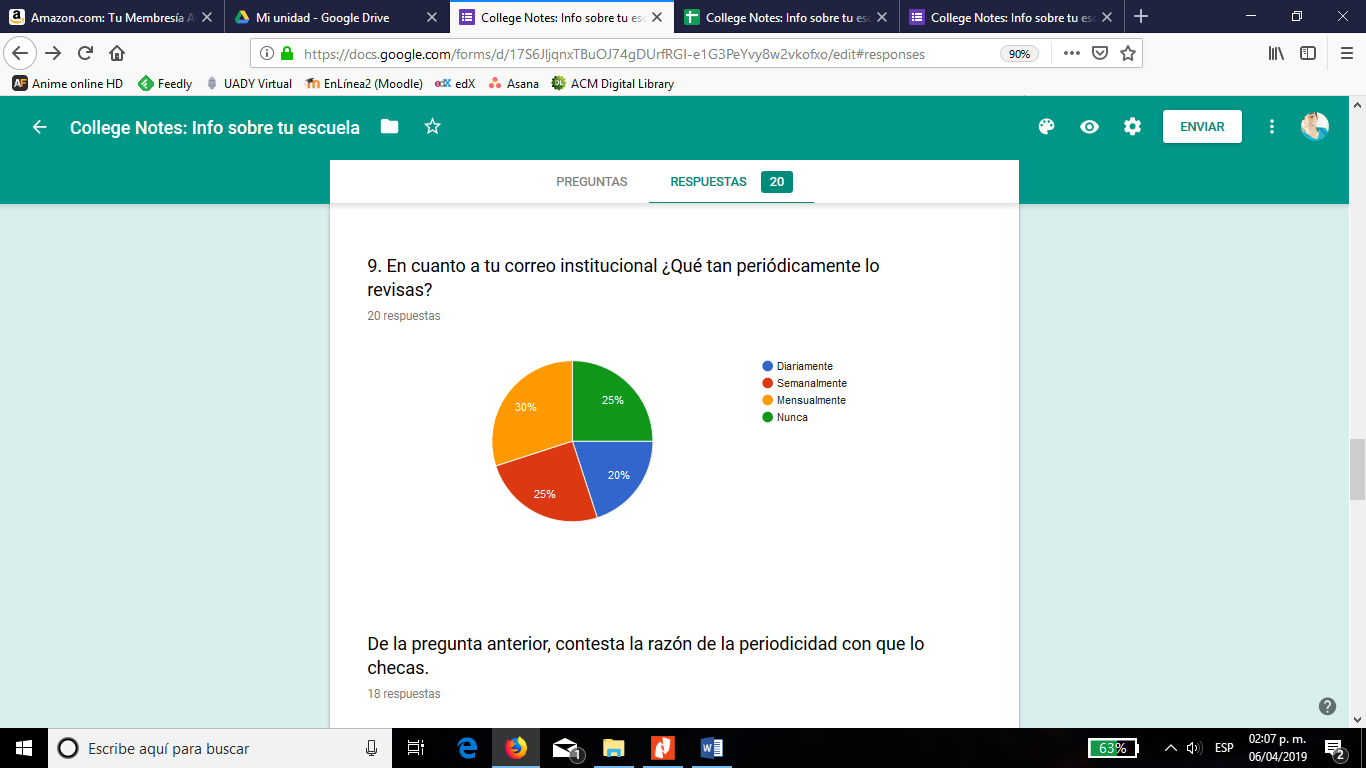 Amazon.com: Tu Membresía A
Mi unidad - Google Drive
College Notes: Info sobre tu esc
College Notes: Info sobre tu es
College Notes: Info sobre tu es
https://docs.google.com/forms/d/17S6JljqnxTBuOJ74gDUrfRGI-e1G3PeYvy8w2vkofxo/edit#responses
90%
Anime online HD
Feedly
UADY Virtual
EnLínea2 (Moodle)
edX
Asana
ACM Digital Library
College Notes: Info sobre tu escuela
ENVIAR
PREGUNTAS
RESPUESTAS 20
9. En cuanto a tu correo institucional ¿Qué tan periódicamente lo
revisas?
20 respuestas
Diariamente
Semanalmente
Mensualmente
Nunca
30%
25%
20%
25%
De la pregunta anterior, contesta la razón de la periodicidad con que lo
checas.
18 respuestas
Escribe aquí para buscar
1
63%
ESP
02:07 p. m.
06/04/2019
2